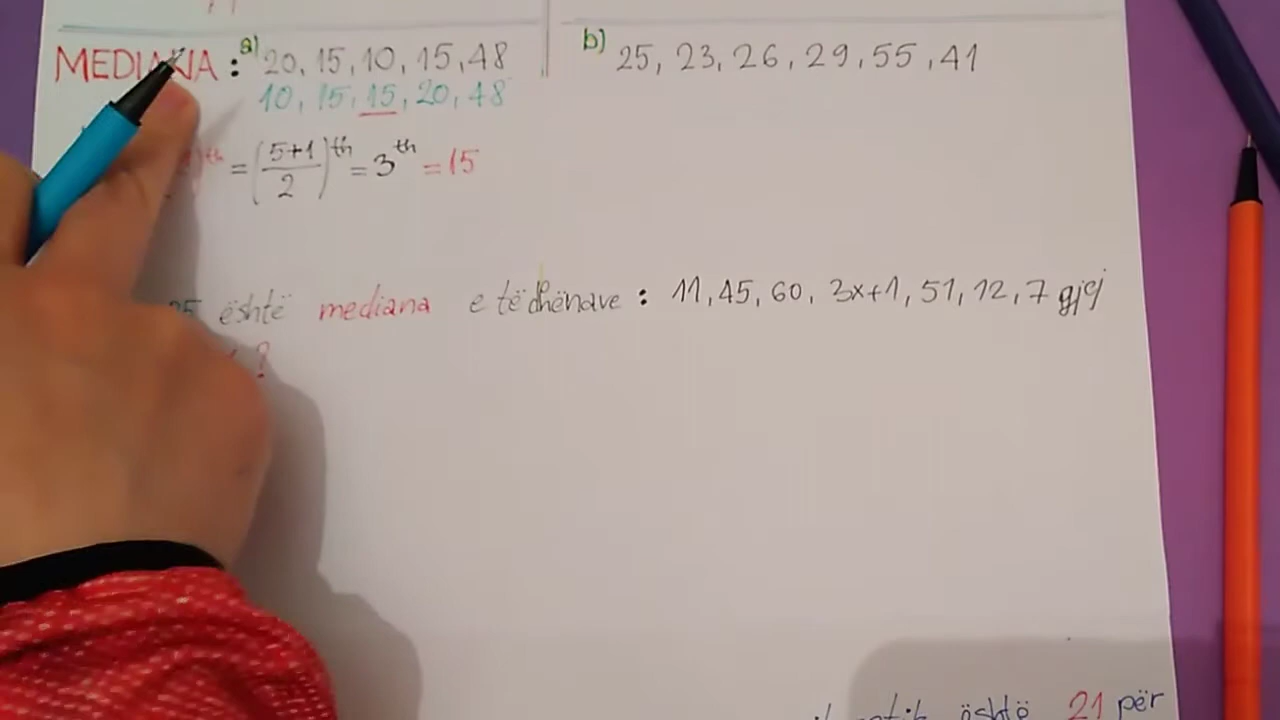 MEDIANA : a) 20, 15, 10, 15, 48
10, 15, 15, 20, 48
th = (5+1/2)th = 3th = 15
b) 25, 23, 26, 29, 55, 41
është mediana e të dhënave : 11, 45, 60, 3x+1, 51, 12, 7 gjej
?
është 21 për